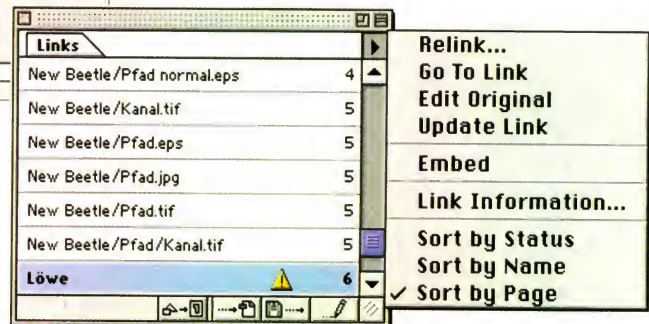 Links
New Beetle/Pfad normal.eps 4
New Beetle/Kanal.tif 5
New Beetle/Pfad.eps 5
New Beetle/Pfad.jpg 5
New Beetle/Pfad.tif 5
New Beetle/Pfad/Kanal.tif 5
Löwe 6
Relink...
Go To Link
Edit Original
Update Link
Embed
Link Information...
Sort by Status
Sort by Name
✓ Sort by Page